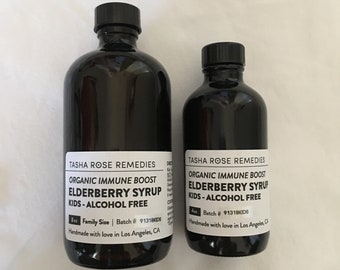 TASHA ROSE REMEDIES
ORGANIC IMMUNE BOOST
ELDERBERRY SYRUP
KIDS - ALCOHOL FREE
8oz Family Size | Batch #
Handmade with love in Los Angeles, CA
TASHA ROSE REMEDIES
ORGANIC IMMUNE BOOST
ELDERBERRY SYRUP
KIDS - ALCOHOL FREE
Batch #
Handmade with love in Los Angeles, CA